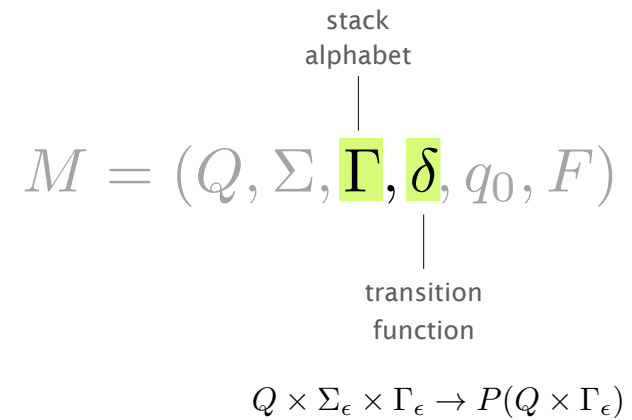 stack
alphabet
M = (Q, Σ, Γ, δ, q₀, F)
transition
function
Q × Σ_ϵ × Γ_ϵ → P(Q × Γ_ϵ)